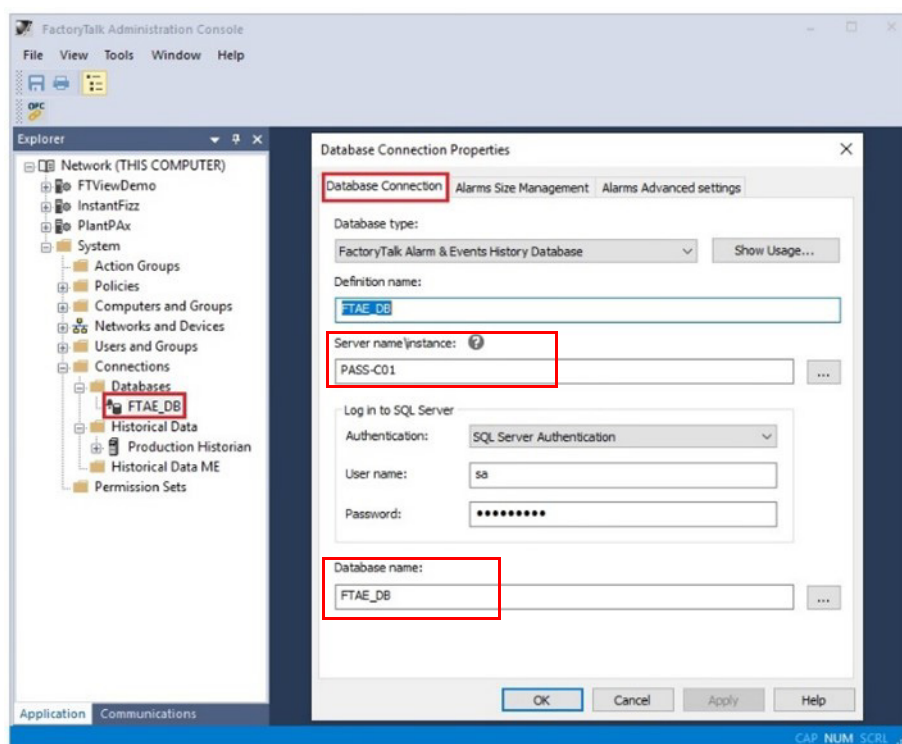 FactoryTalk Administration Console
File View Tools Window Help
OPC
Explorer
Network (THIS COMPUTER)
FTViewDemo
InstantFizz
PlantPAx
System
Action Groups
Policies
Computers and Groups
Networks and Devices
Users and Groups
Connections
Databases
FTAE_DB
Historical Data
Production Historian
Historical Data ME
Permission Sets
Application Communications
Database Connection Properties
Database Connection Alarms Size Management Alarms Advanced settings
Database type:
FactoryTalk Alarm & Events History Database Show Usage...
Definition name:
FTAE_DB
Server name\instance: ?
PASS-C01 ...
Log in to SQL Server
Authentication: SQL Server Authentication
User name: sa
Password: •••••••••
Database name:
FTAE_DB ...
OK Cancel Apply Help
CAP NUM SCRL